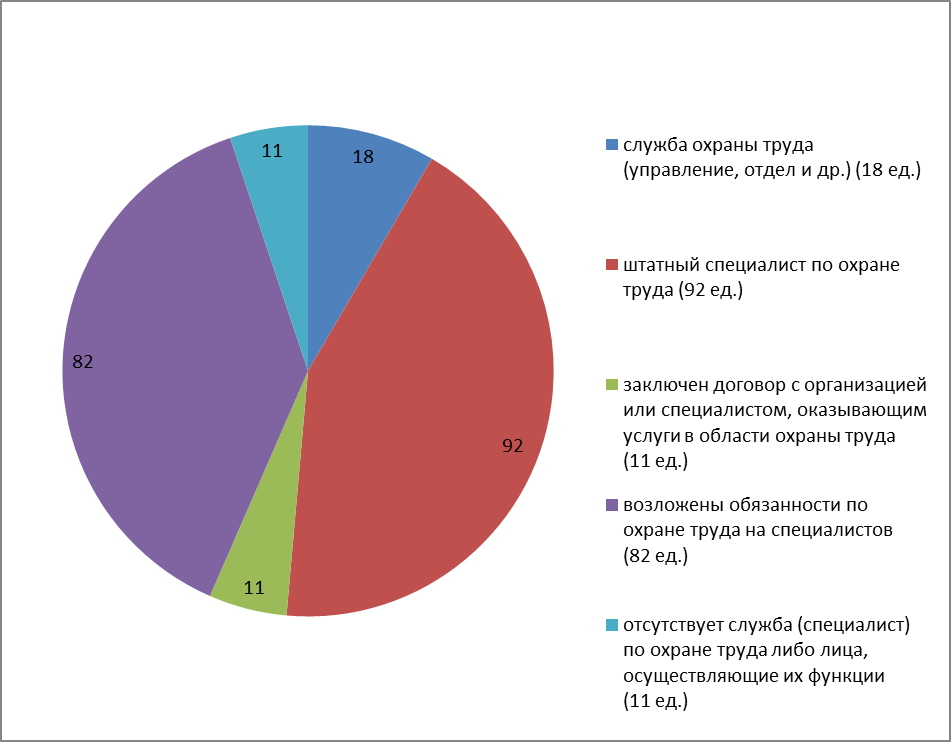 11
18
82
92
11
служба охраны труда
(управление, отдел и др.) (18 ед.)
штатный специалист по охране
труда (92 ед.)
заключен договор с организацией
или специалистом, оказывающим
услуги в области охраны труда
(11 ед.)
возложены обязанности по
охране труда на специалистов
(82 ед.)
отсутствует служба (специалист)
по охране труда либо лица,
осуществляющие их функции
(11 ед.)